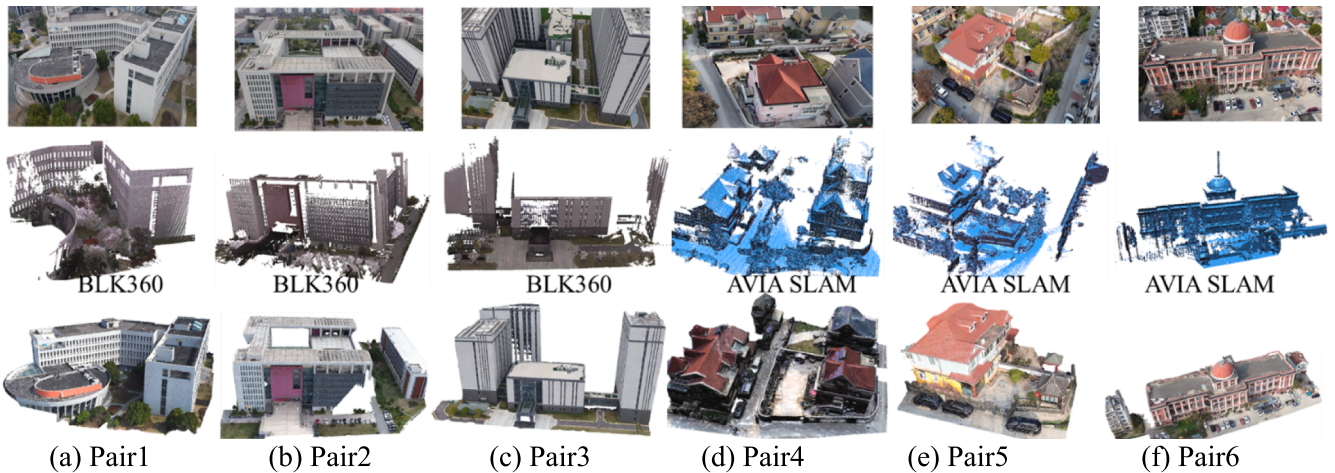 BLK360
BLK360
BLK360
AVIA SLAM
AVIA SLAM
AVIA SLAM
(a) Pair1
(b) Pair2
(c) Pair3
(d) Pair4
(e) Pair5
(f) Pair6